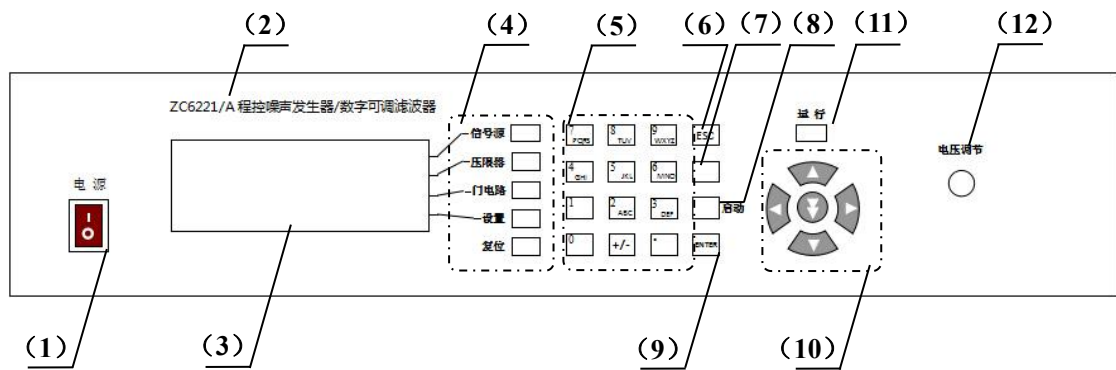 （2）
（4）
（5）
（6）
（7）
（8）
（11）
（12）
ZC6221/A 程控噪声发生器/数字可调滤波器
电 源
I
O
信号源
压限器
门电路
设置
复位
7 PQRS
8 TUV
9 WXYZ
ESC
4 GHI
5 JKL
6 MNO
1
2 ABC
3 DEF
启动
0
+/-
.
ENTER
运 行
电压调节
（1）
（3）
（9）
（10）